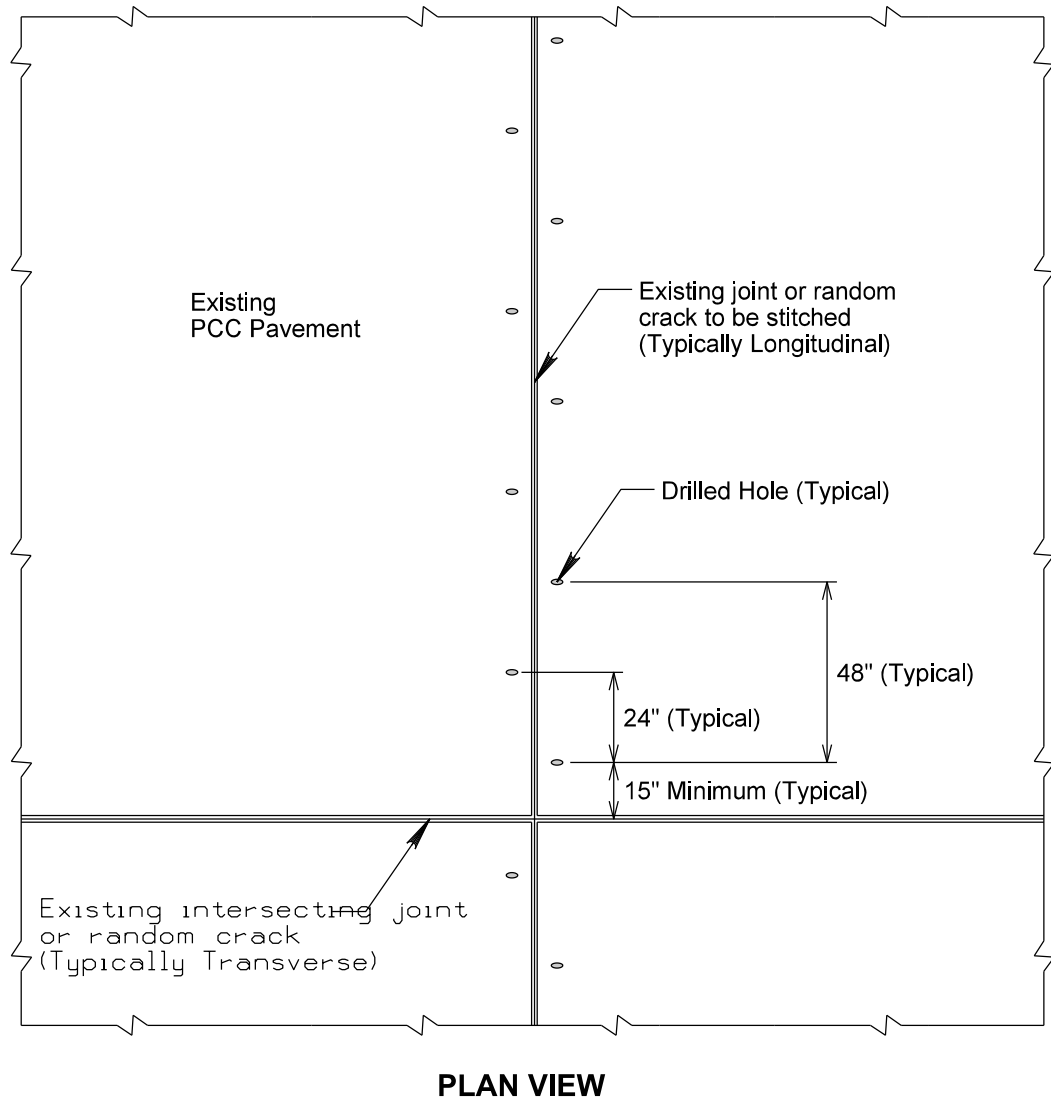 Existing
PCC Pavement
Existing joint or random
crack to be stitched
(Typically Longitudinal)
Drilled Hole (Typical)
48" (Typical)
24" (Typical)
15" Minimum (Typical)
Existing intersecting joint
or random crack
(Typically Transverse)
PLAN VIEW